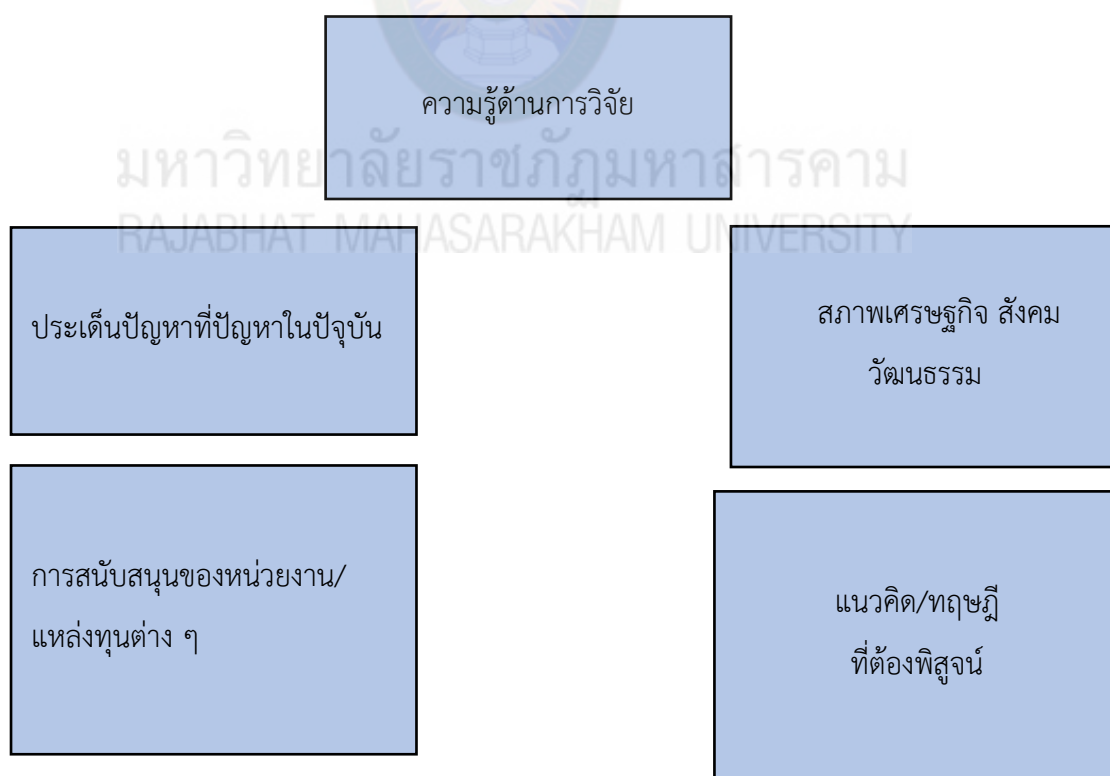 ความรู้ด้านการวิจัย
มหาวิทยาลัยราชภัฏมหาสารคาม
RAJABHAT MAHASARAKHAM UNIVERSITY
ประเด็นปัญหาที่ปัญหาในปัจุบัน
สภาพเศรษฐกิจ สังคม
วัฒนธรรม
การสนับสนุนของหน่วยงาน/
แหล่งทุนต่าง ๆ
แนวคิด/ทฤษฎี
ที่ต้องพิสูจน์